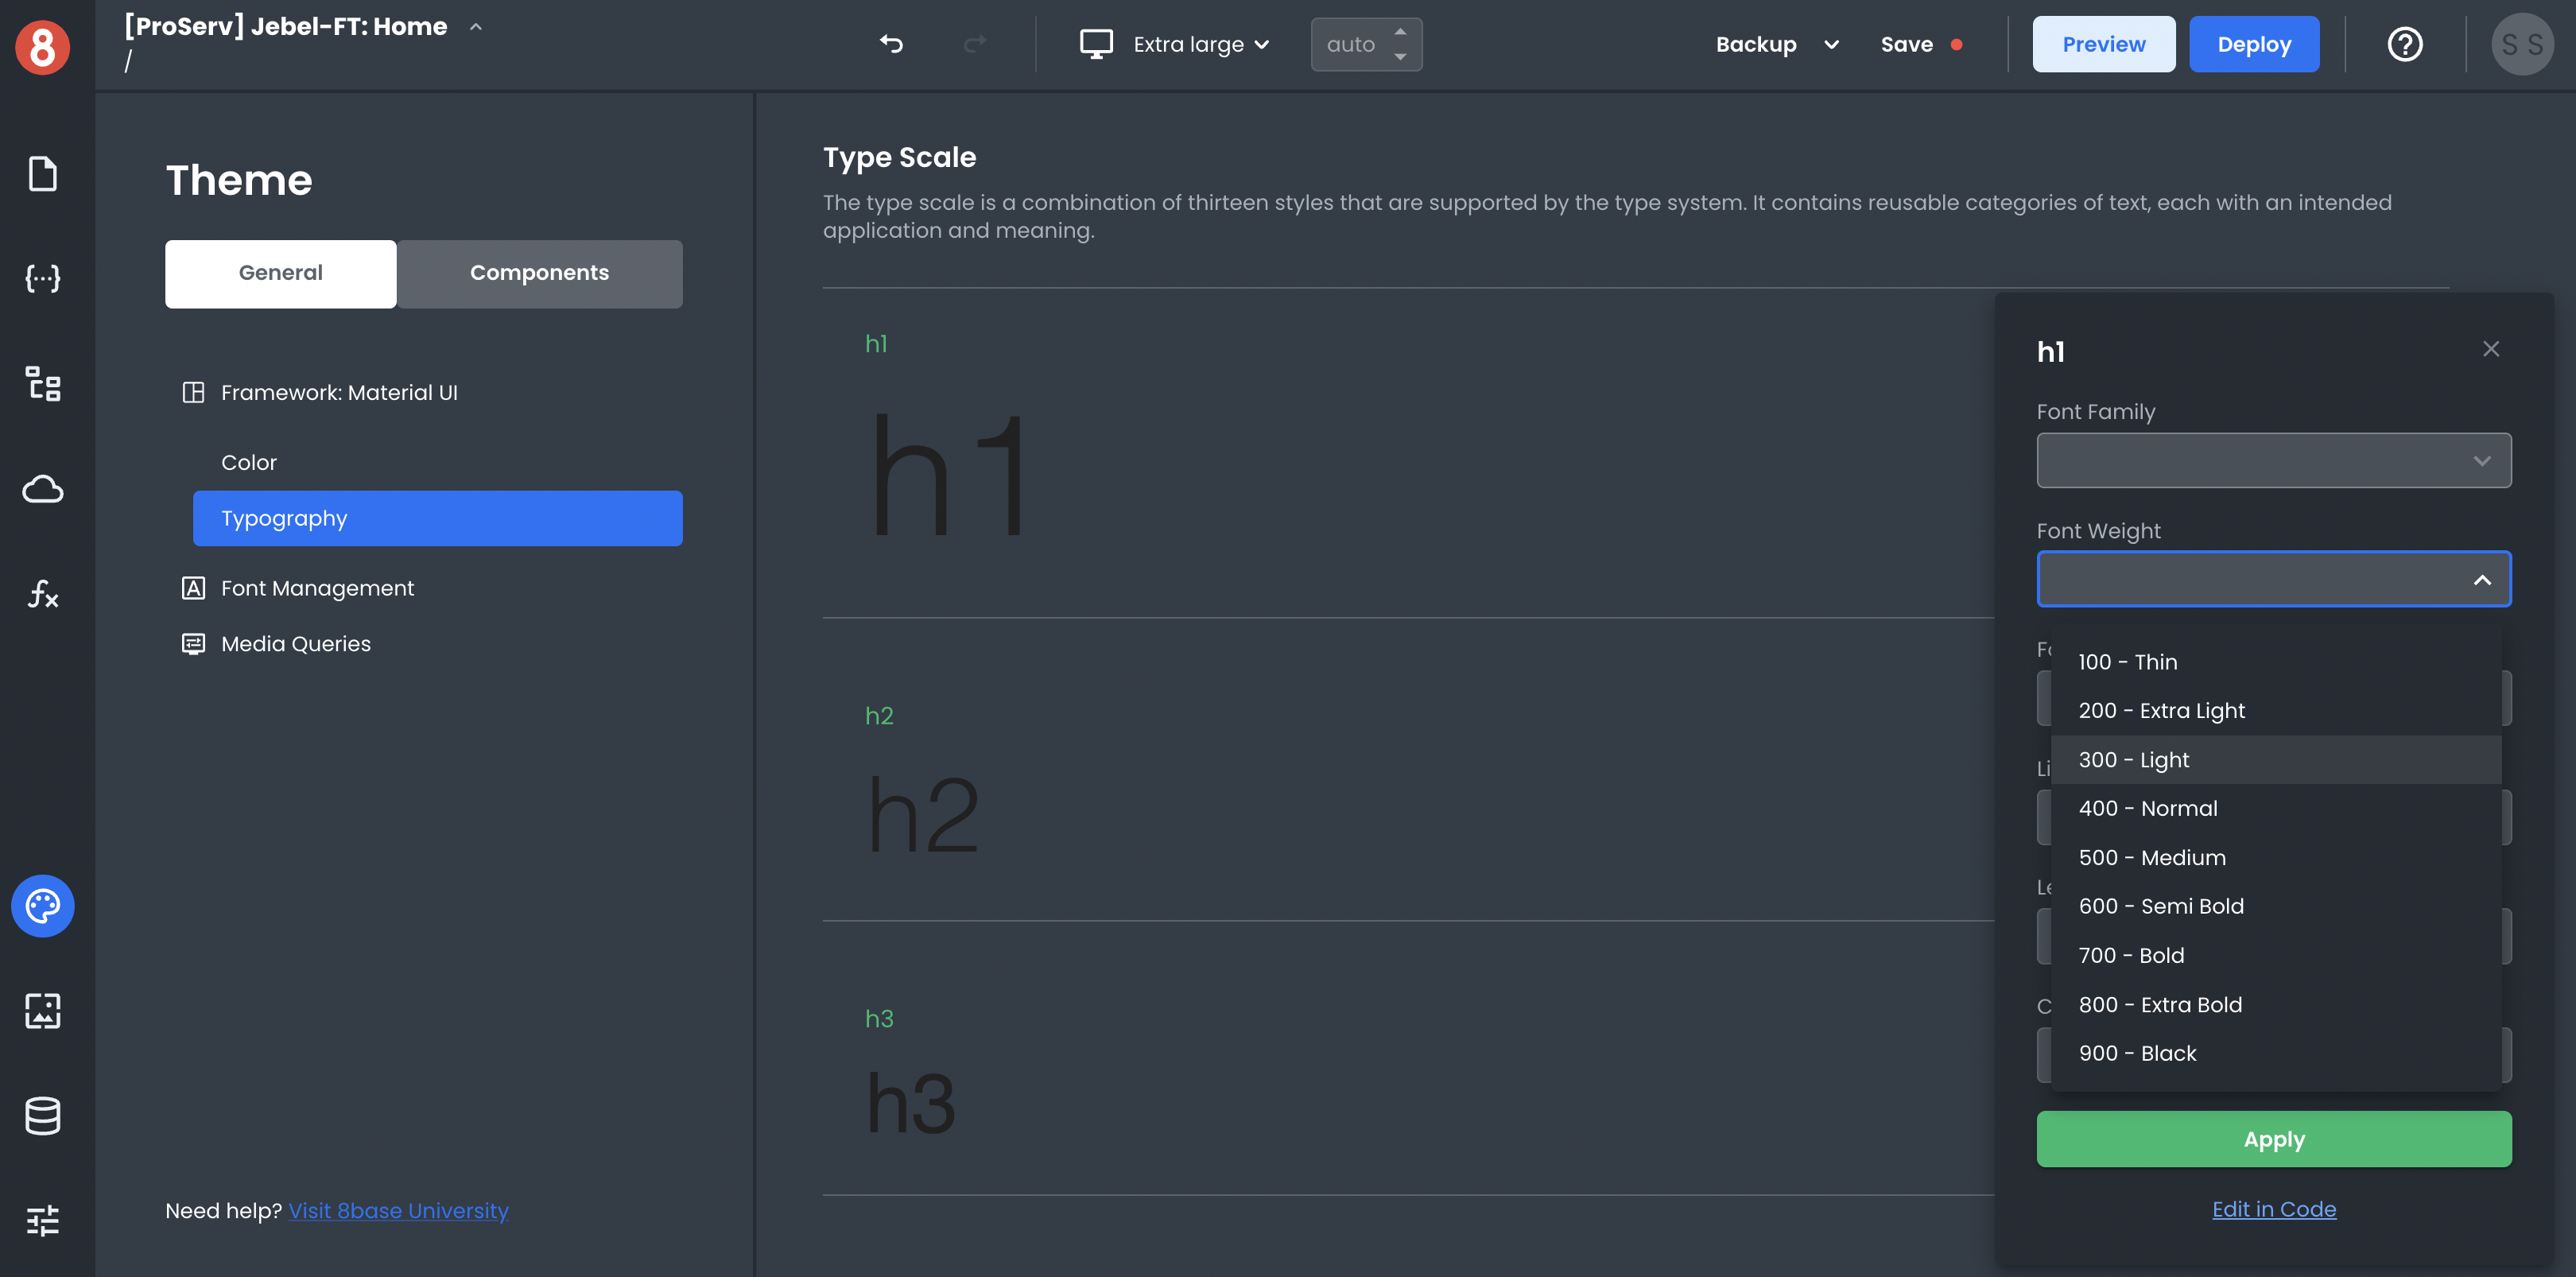 8
[ProServ] Jebel-FT: Home
/
Extra large
auto
Backup
Save
Preview
Deploy
?
S S
Theme
General
Components
Framework: Material UI
Color
Typography
A
Font Management
Media Queries
Need help? Visit 8base University
Type Scale
The type scale is a combination of thirteen styles that are supported by the type system. It contains reusable categories of text, each with an intended
application and meaning.
h1
h1
h2
h2
h3
h3
h1
Font Family
Font Weight
100 - Thin
200 - Extra Light
300 - Light
400 - Normal
500 - Medium
600 - Semi Bold
700 - Bold
800 - Extra Bold
900 - Black
Apply
Edit in Code
fx